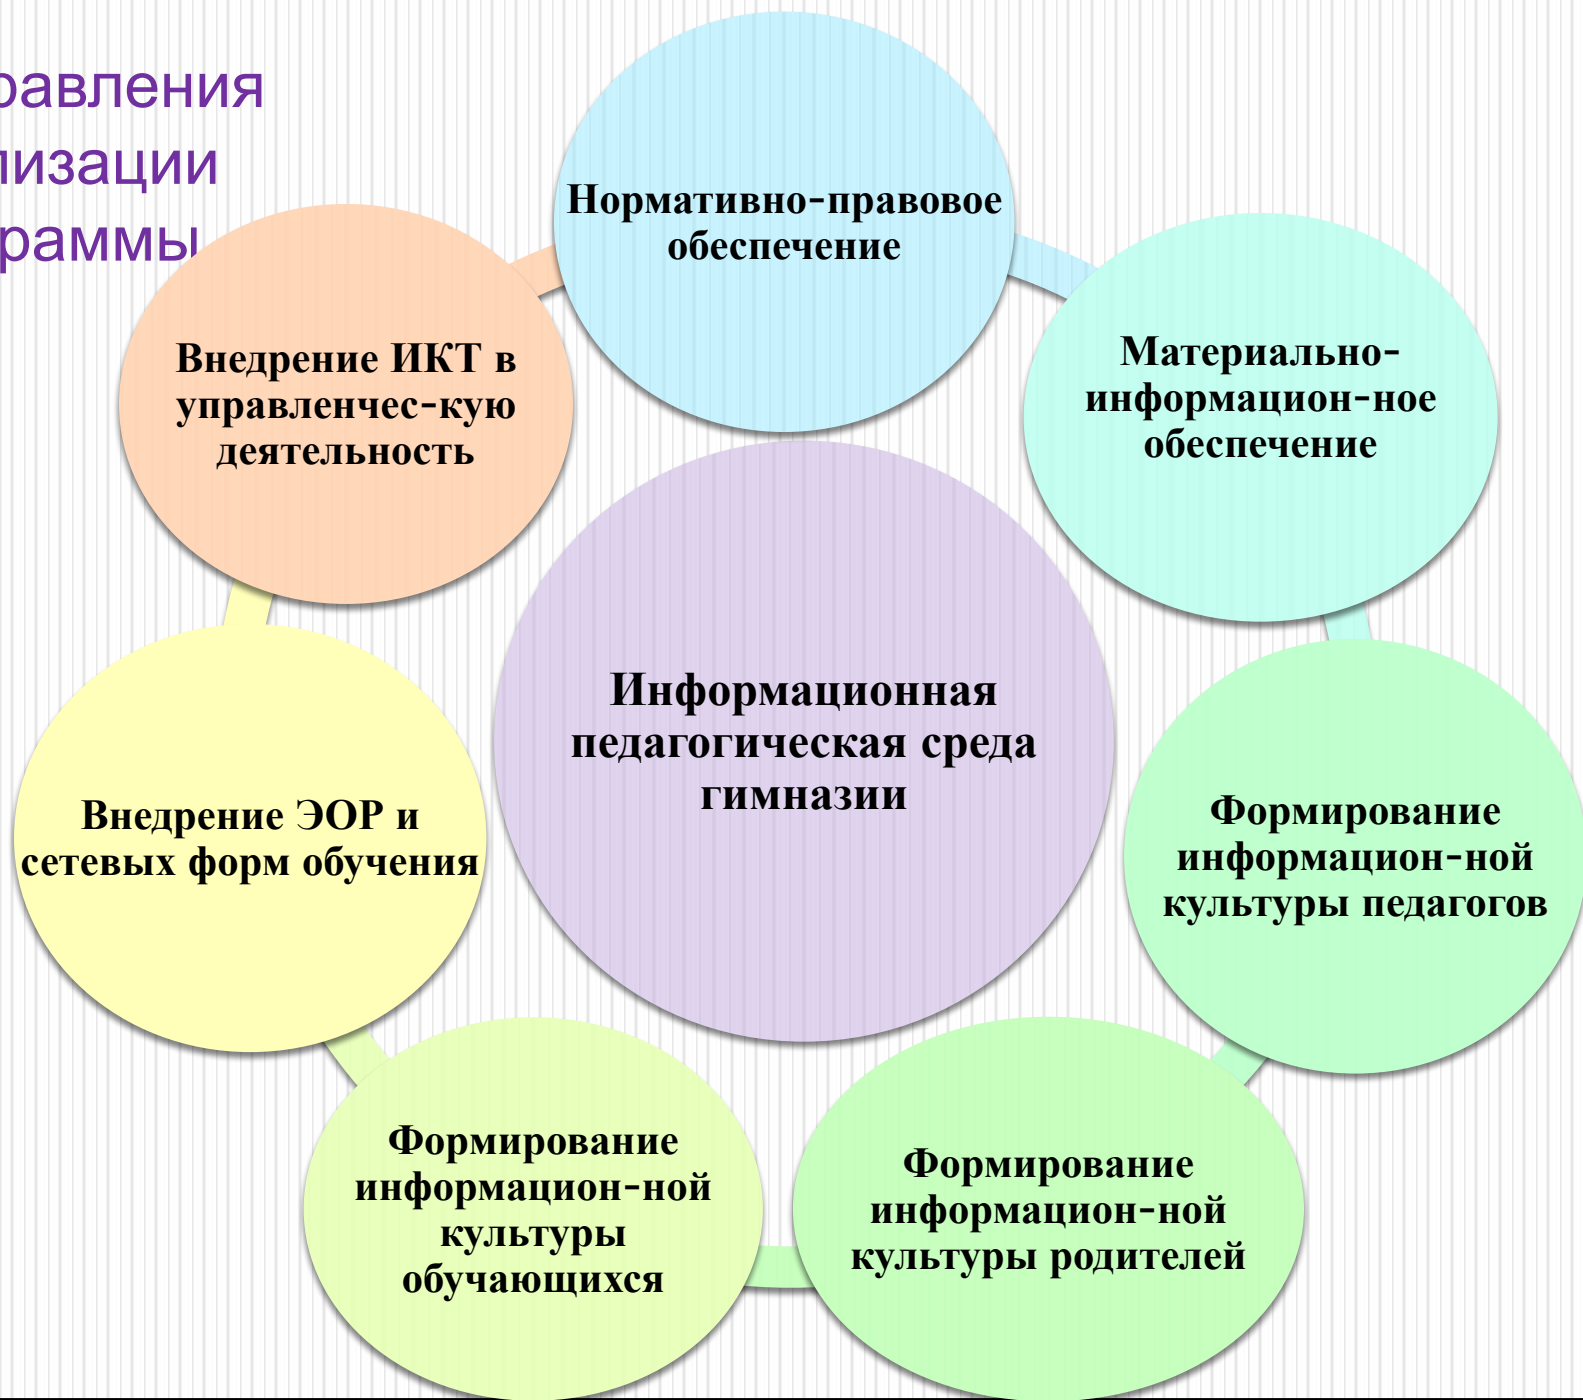 равления
лизации
раммы
Нормативно-правовое
обеспечение
Материально-
информацион-ное
обеспечение
Формирование
информацион-ной
культуры педагогов
Формирование
информацион-ной
культуры родителей
Формирование
информацион-ной
культуры
обучающихся
Внедрение ЭОР и
сетевых форм обучения
Внедрение ИКТ в
управленчес-кую
деятельность
Информационная
педагогическая среда
гимназии